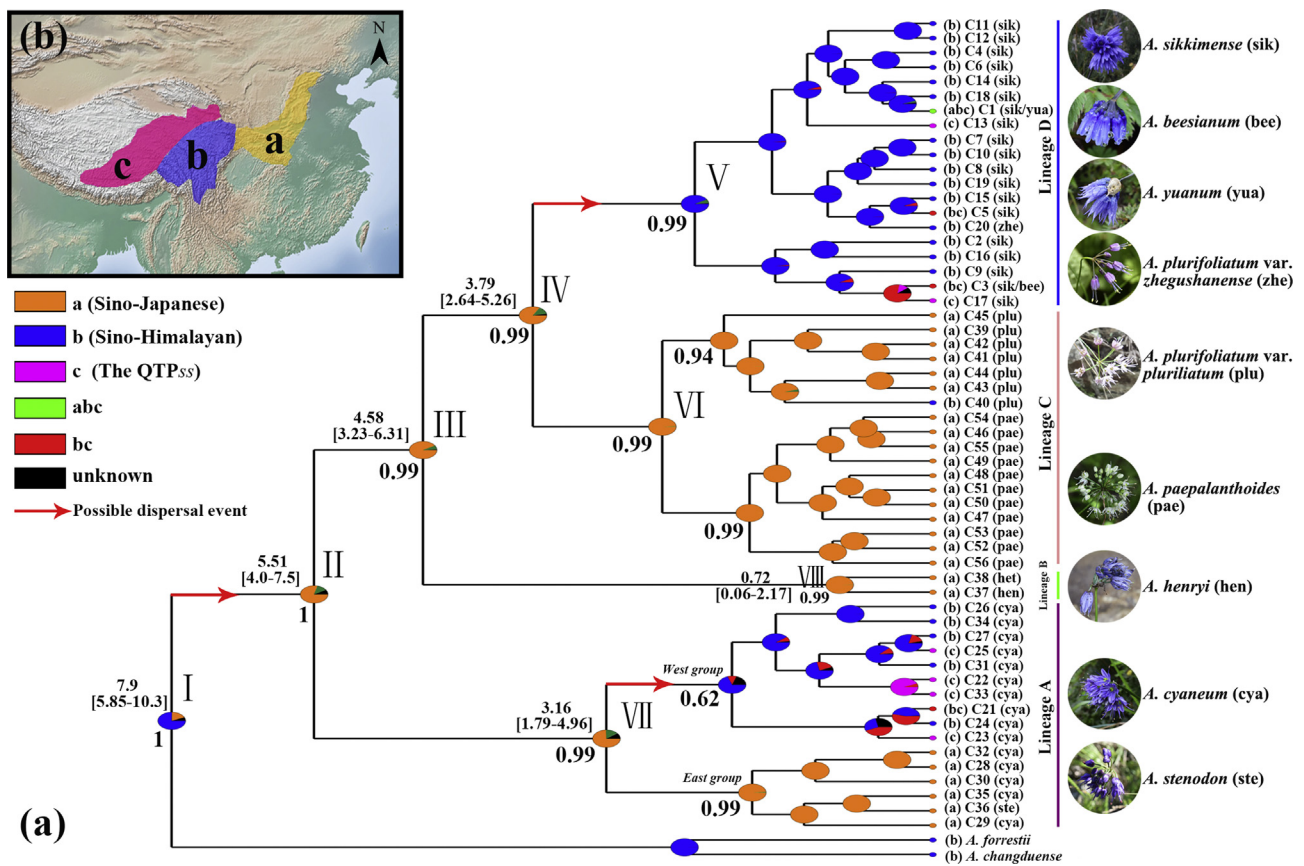 (b)
N
a
b
c
a (Sino-Japanese)
b (Sino-Himalayan)
c (The QTPss)
abc
bc
unknown
Possible dispersal event
(a)
7.9
[5.85-10.3]
I
1
5.51
[4.0-7.5]
II
1
4.58
[3.23-6.31]
III
0.99
3.79
[2.64-5.26]
IV
0.99
V
0.99
VI
0.99
0.94
0.99
0.72
[0.06-2.17]
VIII
0.99
3.16
[1.79-4.96]
VII
0.99
West group
0.62
East group
0.99
(b) C11 (sik)
(b) C12 (sik)
(b) C4 (sik)
(b) C6 (sik)
(b) C14 (sik)
(b) C18 (sik)
(abc) C1 (sik/yua)
(c) C13 (sik)
(b) C7 (sik)
(b) C10 (sik)
(b) C8 (sik)
(b) C19 (sik)
(b) C15 (sik)
(bc) C5 (sik)
(b) C20 (zhe)
(b) C2 (sik)
(b) C16 (sik)
(b) C9 (sik)
(bc) C3 (sik/bee)
(c) C17 (sik)
(a) C45 (plu)
(a) C39 (plu)
(a) C42 (plu)
(a) C41 (plu)
(a) C44 (plu)
(a) C43 (plu)
(b) C40 (plu)
(a) C54 (pae)
(a) C46 (pae)
(a) C55 (pae)
(a) C49 (pae)
(a) C48 (pae)
(a) C51 (pae)
(a) C50 (pae)
(a) C47 (pae)
(a) C53 (pae)
(a) C52 (pae)
(a) C56 (pae)
(a) C38 (het)
(a) C37 (hen)
(b) C26 (cya)
(b) C34 (cya)
(b) C27 (cya)
(c) C25 (cya)
(b) C31 (cya)
(c) C22 (cya)
(c) C33 (cya)
(bc) C21 (cya)
(b) C24 (cya)
(c) C23 (cya)
(a) C32 (cya)
(a) C28 (cya)
(a) C30 (cya)
(a) C35 (cya)
(a) C36 (ste)
(a) C29 (cya)
(b) A. forrestii
(b) A. changduense
Lineage D
Lineage C
Lineage B
Lineage A
A. sikkimense (sik)
A. beesianum (bee)
A. yuanum (yua)
A. plurifoliatum var.
zhegushanense (zhe)
A. plurifoliatum var.
pluriliatum (plu)
A. paepalanthoides
(pae)
A. henryi (hen)
A. cyaneum (cya)
A. stenodon (ste)